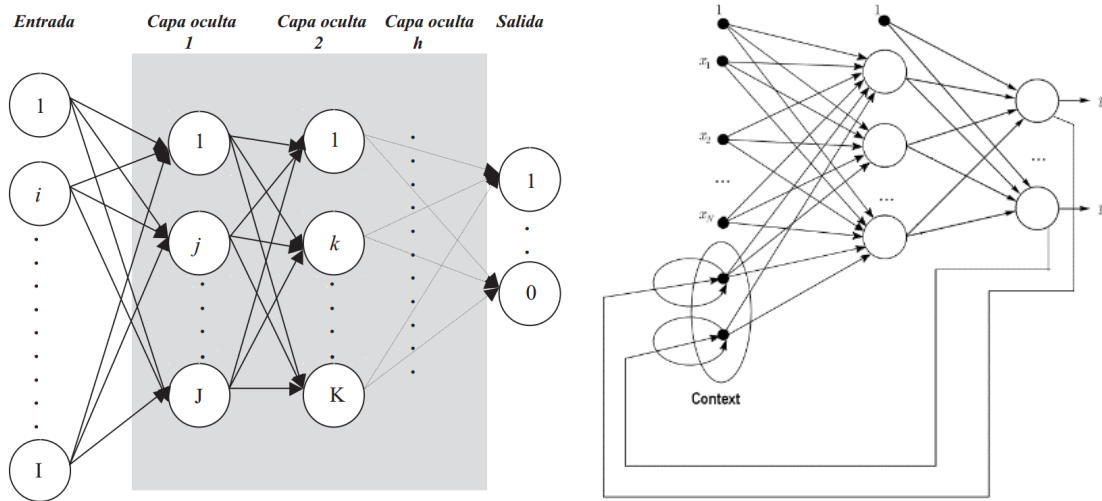 Entrada
Capa oculta
1
Capa oculta
2
Capa oculta
h
Salida
1
i
I
1
j
J
1
k
K
1
0
1
1
x1
x2
...
xN
...
...
Context